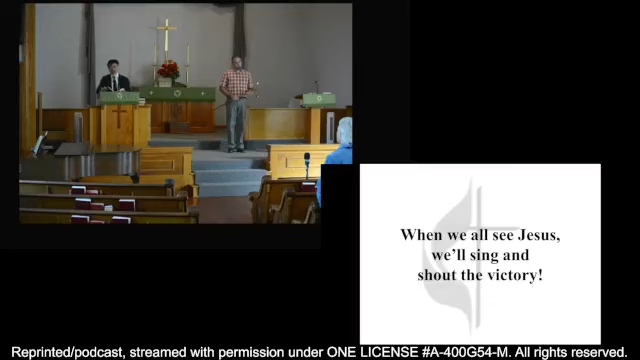 When we all see Jesus,
we'll sing and
shout the victory!
Reprinted/podcast, streamed with permission under ONE LICENSE #A-400G54-M. All rights reserved.